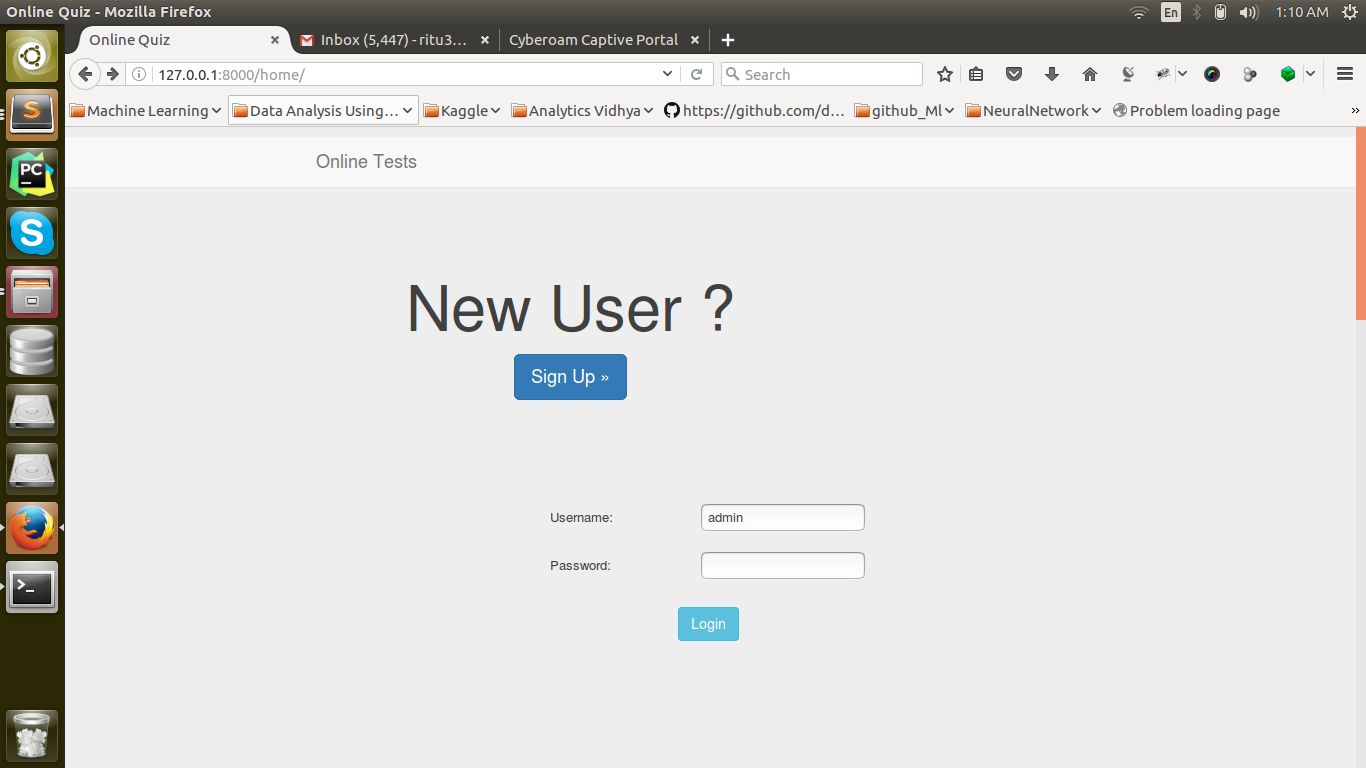 Online Quiz - Mozilla Firefox
En
1:10 AM
Online Quiz
Inbox (5,447) - ritu3...
Cyberoam Captive Portal
127.0.0.1:8000/home/
Search
Machine Learning
Data Analysis Using...
Kaggle
Analytics Vidhya
https://github.com/d...
github_Ml
NeuralNetwork
Problem loading page
»
Online Tests
New User ?
Sign Up »
Username:
admin
Password:
Login
S
PC
S
>_